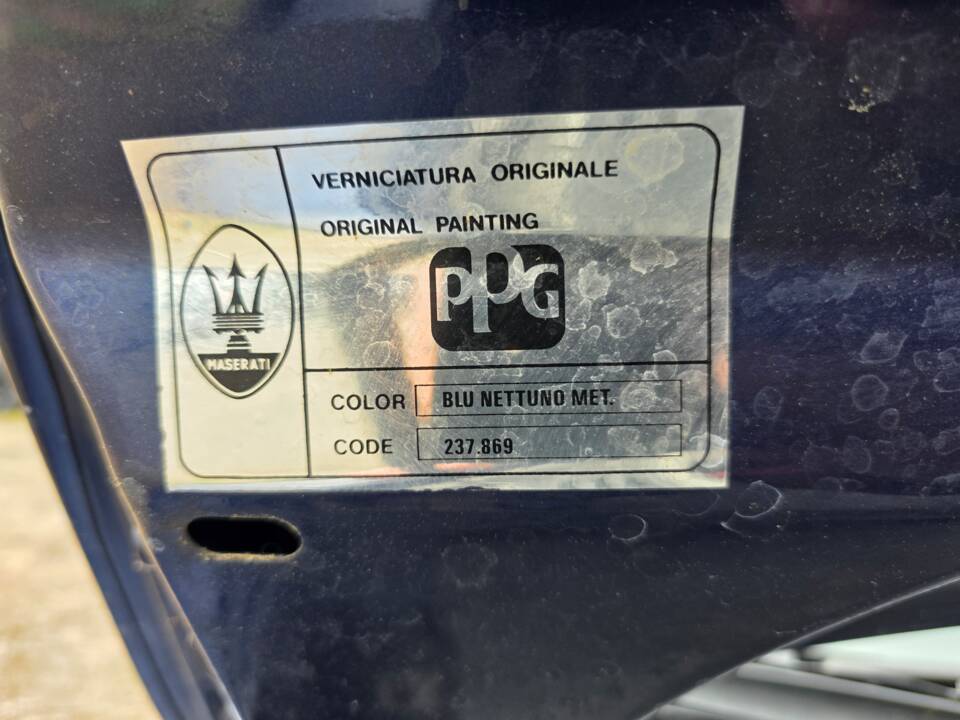 VERNICIATURA ORIGINALE
ORIGINAL PAINTING
PPG
MASERATI
COLOR BLU NETTUNO MET.
CODE 237.869